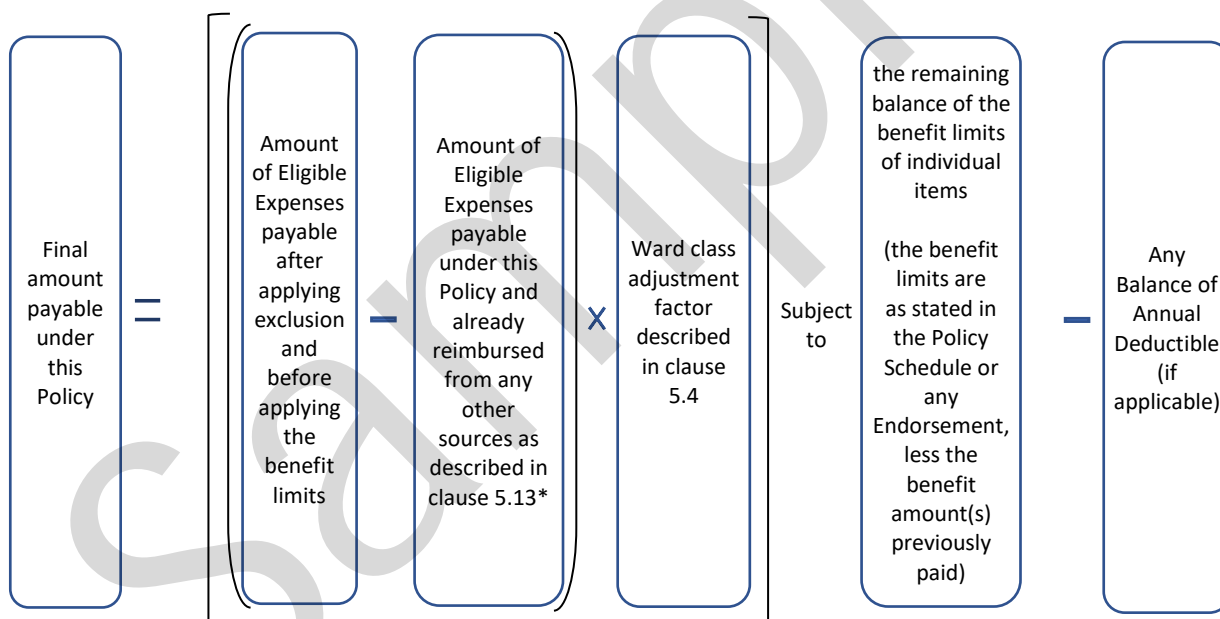 Final
amount
payable
under
this
Policy
=
Amount
of Eligible
Expenses
payable
after
applying
exclusion
and
before
applying
the
benefit
limits
–
Amount of
Eligible
Expenses
payable
under this
Policy and
already
reimbursed
from any
other
sources as
described in
clause 5.13*
x
Ward class
adjustment
factor
described
in clause
5.4
Subject
to
the remaining
balance of the
benefit limits
of individual
items
(the benefit
limits are
as stated in
the Policy
Schedule or
any
Endorsement,
less the
benefit
amount(s)
previously
paid)
–
Any
Balance of
Annual
Deductible
(if
applicable)
Sampl